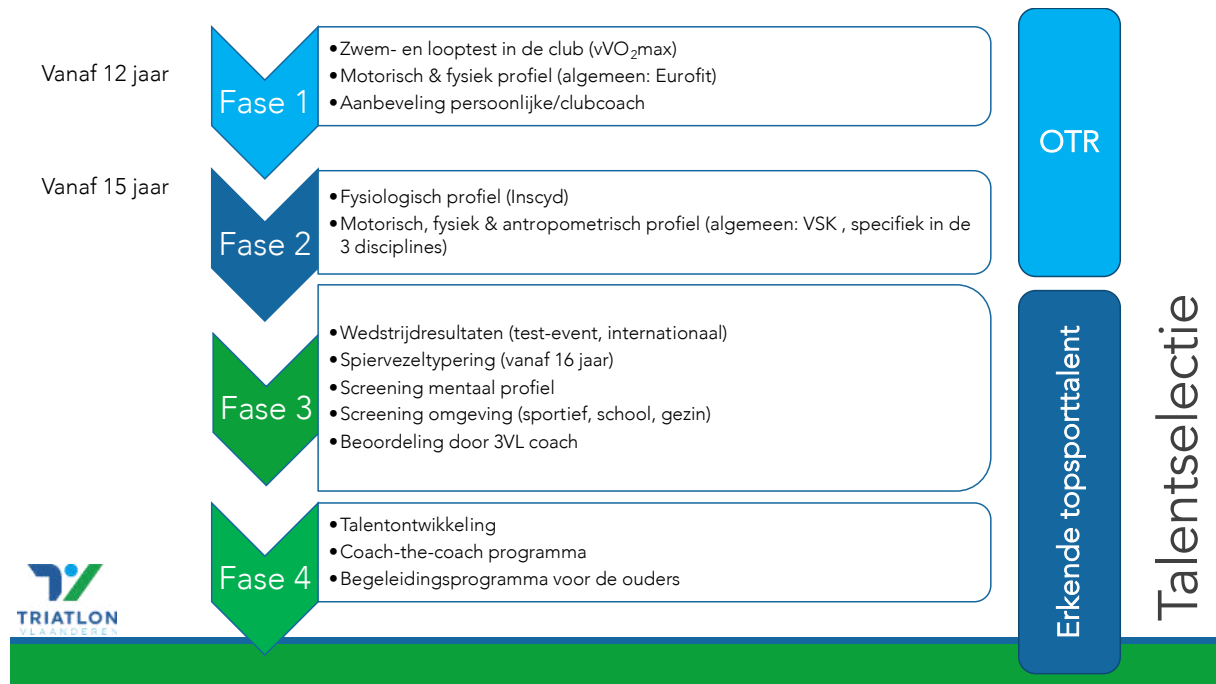 Vanaf 12 jaar
Fase 1
•Zwem- en looptest in de club (vVO₂max)
•Motorisch & fysiek profiel (algemeen: Eurofit)
•Aanbeveling persoonlijke/clubcoach
OTR
Vanaf 15 jaar
Fase 2
•Fysiologisch profiel (Inscyd)
•Motorisch, fysiek & antropometrisch profiel (algemeen: VSK , specifiek in de
3 disciplines)
Fase 3
•Wedstrijdresultaten (test-event, internationaal)
•Spiervezeltypering (vanaf 16 jaar)
•Screening mentaal profiel
•Screening omgeving (sportief, school, gezin)
•Beoordeling door 3VL coach
Erkende topsporttalent
Talentselectie
Fase 4
•Talentontwikkeling
•Coach-the-coach programma
•Begeleidingsprogramma voor de ouders
TRIATLON
VLAANDEREN